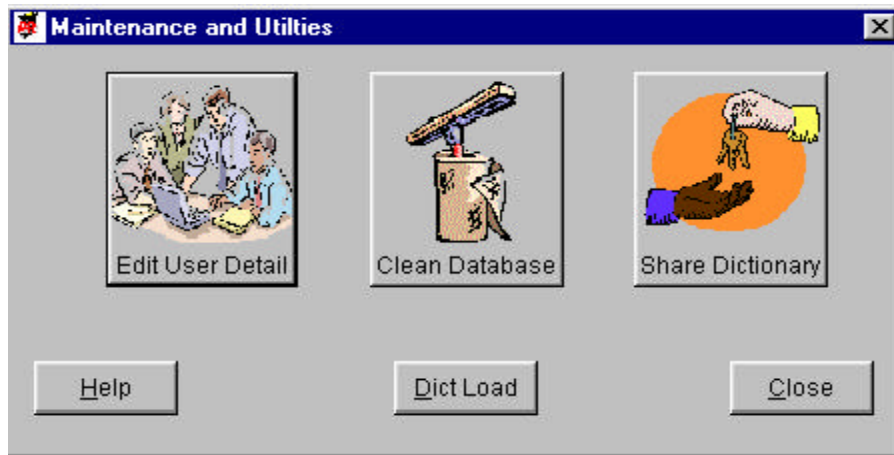 Maintenance and Utilties
Edit User Detail
Clean Database
Share Dictionary
Help
Dict Load
Close